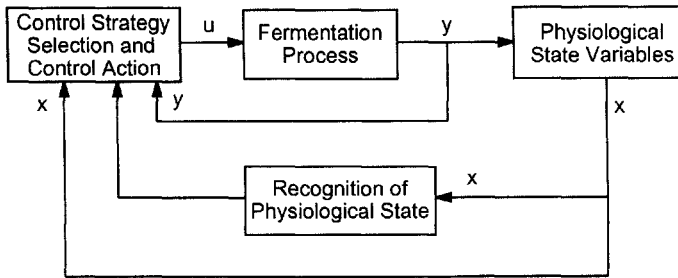 Control Strategy
Selection and
Control Action
u
Fermentation
Process
y
Physiological
State Variables
x
y
x
Recognition of
Physiological State
x